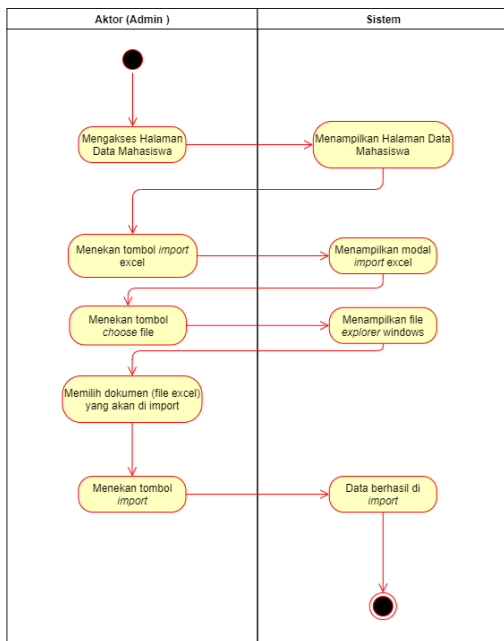 Aktor (Admin )
Sistem
Mengakses Halaman
Data Mahasiswa
Menampilkan Halaman Data
Mahasiswa
Menekan tombol import
excel
Menampilkan modal
import excel
Menekan tombol
choose file
Menampilkan file
explorer windows
Memilih dokumen (file excel)
yang akan di import
Menekan tombol
import
Data berhasil di
import